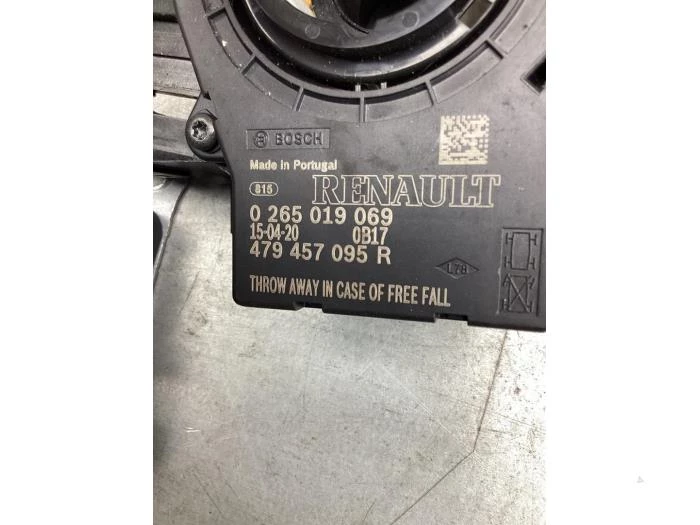 BOSCH
Made in Portugal
815
RENAULT
0 265 019 069
15-04-20 0B17
479 457 095 R
L7B
THROW AWAY IN CASE OF FREE FALL